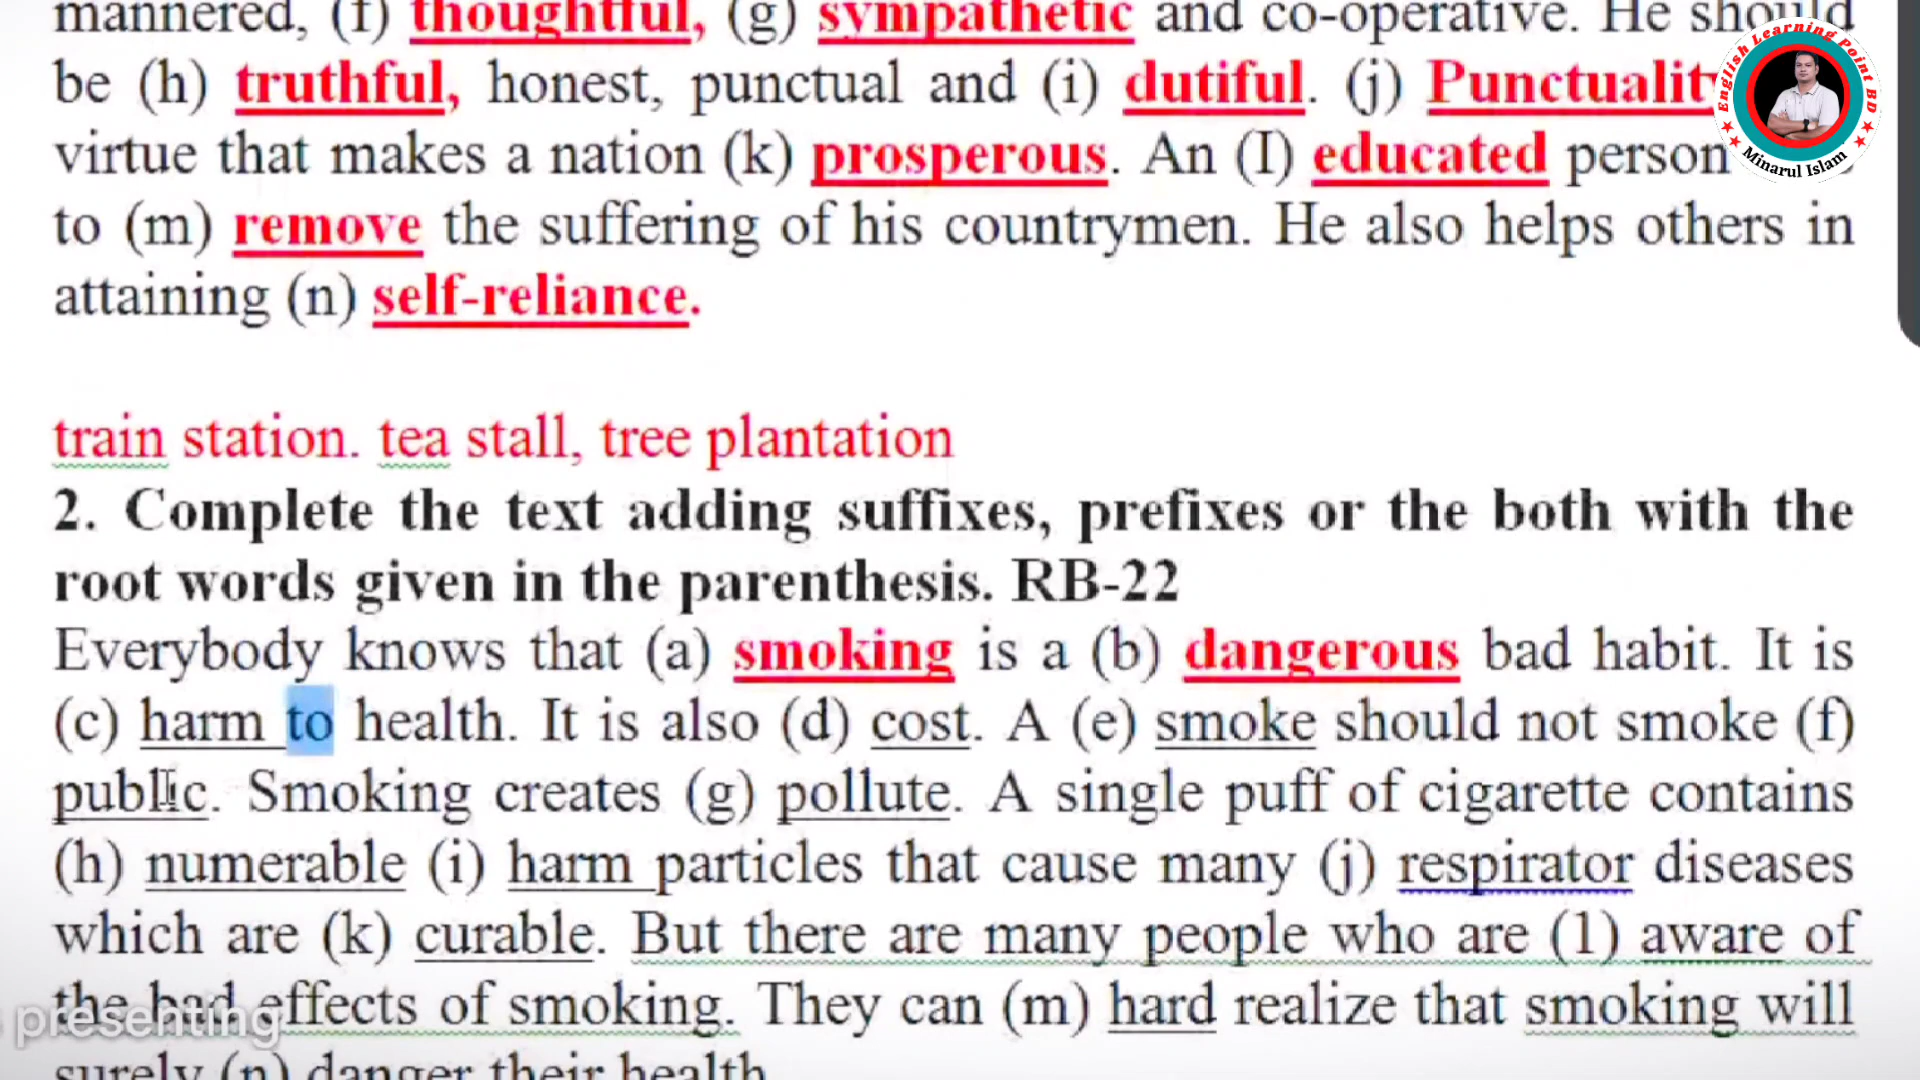 mannered, (f) thoughtful, (g) sympathetic and co-operative. He should
be (h) truthful, honest, punctual and (i) dutiful. (j) Punctuality
virtue that makes a nation (k) prosperous. An (I) educated person
to (m) remove the suffering of his countrymen. He also helps others in
attaining (n) self-reliance.
English Learning Point BD
Minarul Islam
train station. tea stall, tree plantation
2. Complete the text adding suffixes, prefixes or the both with the
root words given in the parenthesis. RB-22
Everybody knows that (a) smoking is a (b) dangerous bad habit. It is
(c) harm to health. It is also (d) cost. A (e) smoke should not smoke (f)
public. Smoking creates (g) pollute. A single puff of cigarette contains
(h) numerable (i) harm particles that cause many (j) respirator diseases
which are (k) curable. But there are many people who are (1) aware of
the bad effects of smoking. They can (m) hard realize that smoking will
surely (n) danger their health
presenting